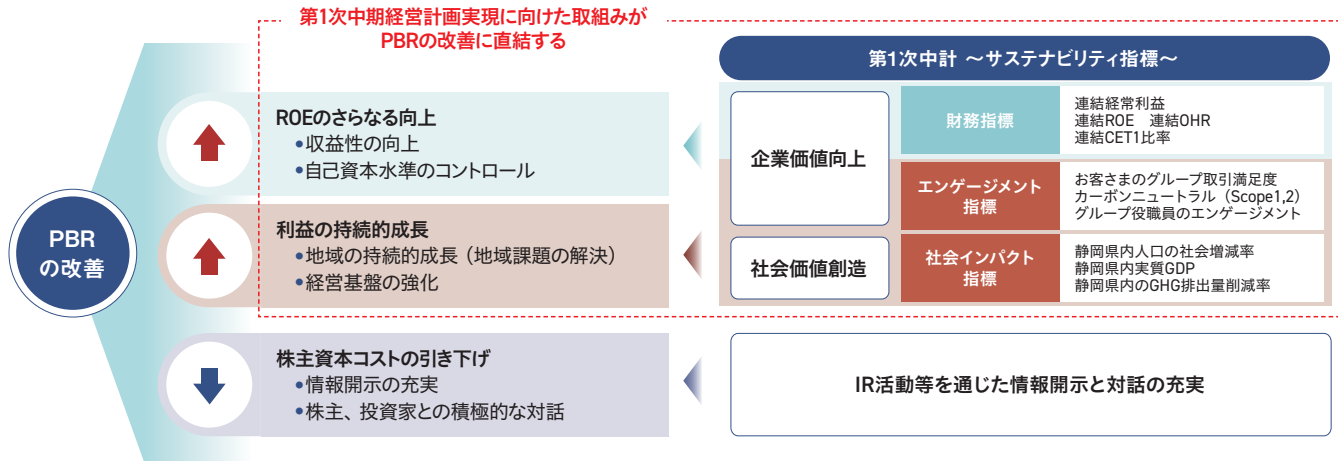 第1次中期経営計画実現に向けた取組みが
PBRの改善に直結する
PBR
の改善
ROEのさらなる向上
•収益性の向上
•自己資本水準のコントロール
利益の持続的成長
•地域の持続的成長（地域課題の解決）
•経営基盤の強化
株主資本コストの引き下げ
•情報開示の充実
•株主、投資家との積極的な対話
第1次中計 ～サステナビリティ指標～
企業価値向上
財務指標
連結経常利益
連結ROE　連結OHR
連結CET1比率
エンゲージメント
指標
お客さまのグループ取引満足度
カーボンニュートラル（Scope1,2）
グループ役職員のエンゲージメント
社会価値創造
社会インパクト
指標
静岡県内人口の社会増減率
静岡県内実質GDP
静岡県内のGHG排出量削減率
IR活動等を通じた情報開示と対話の充実